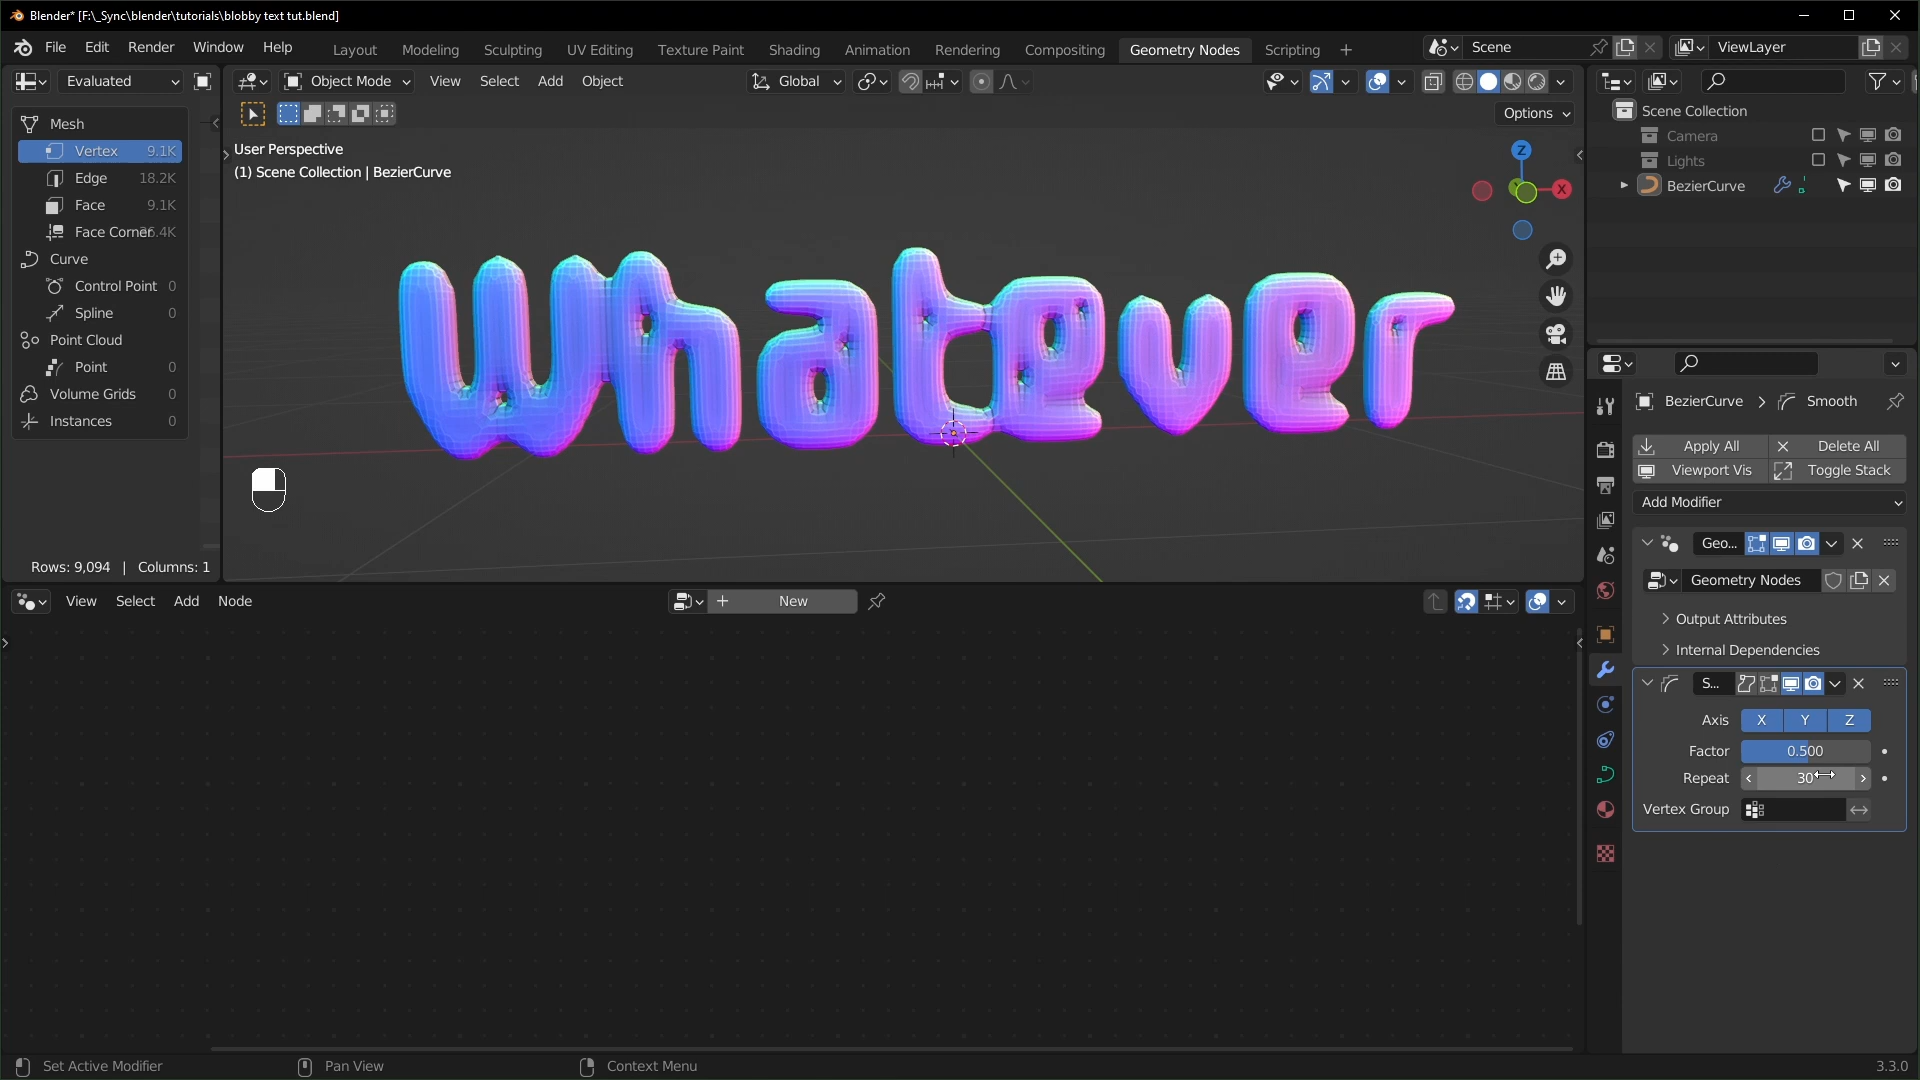 Blender* [F:\_Sync\blender\tutorials\blobby text tut.blend]
File Edit Render Window Help Layout Modeling Sculpting UV Editing Texture Paint Shading Animation Rendering Compositing Geometry Nodes Scripting + Scene ViewLayer
Evaluated Object Mode View Select Add Object Global
Options
Mesh
Vertex 9.1K
Edge 18.2K
Face 9.1K
Face Corner
Curve
Control Point 0
Spline 0
Point Cloud
Point 0
Volume Grids 0
Instances 0
Rows: 9,094 | Columns: 1
User Perspective
(1) Scene Collection | BezierCurve
Z
X
whatever
Scene Collection
Camera
Lights
BezierCurve
BezierCurve > Smooth
Apply All Delete All
Viewport Vis Toggle Stack
Add Modifier
Geo...
Geometry Nodes
Output Attributes
Internal Dependencies
S...
Axis X Y Z
Factor 0.500
Repeat 30
Vertex Group
View Select Add Node + New
Set Active Modifier Pan View Context Menu 3.3.0